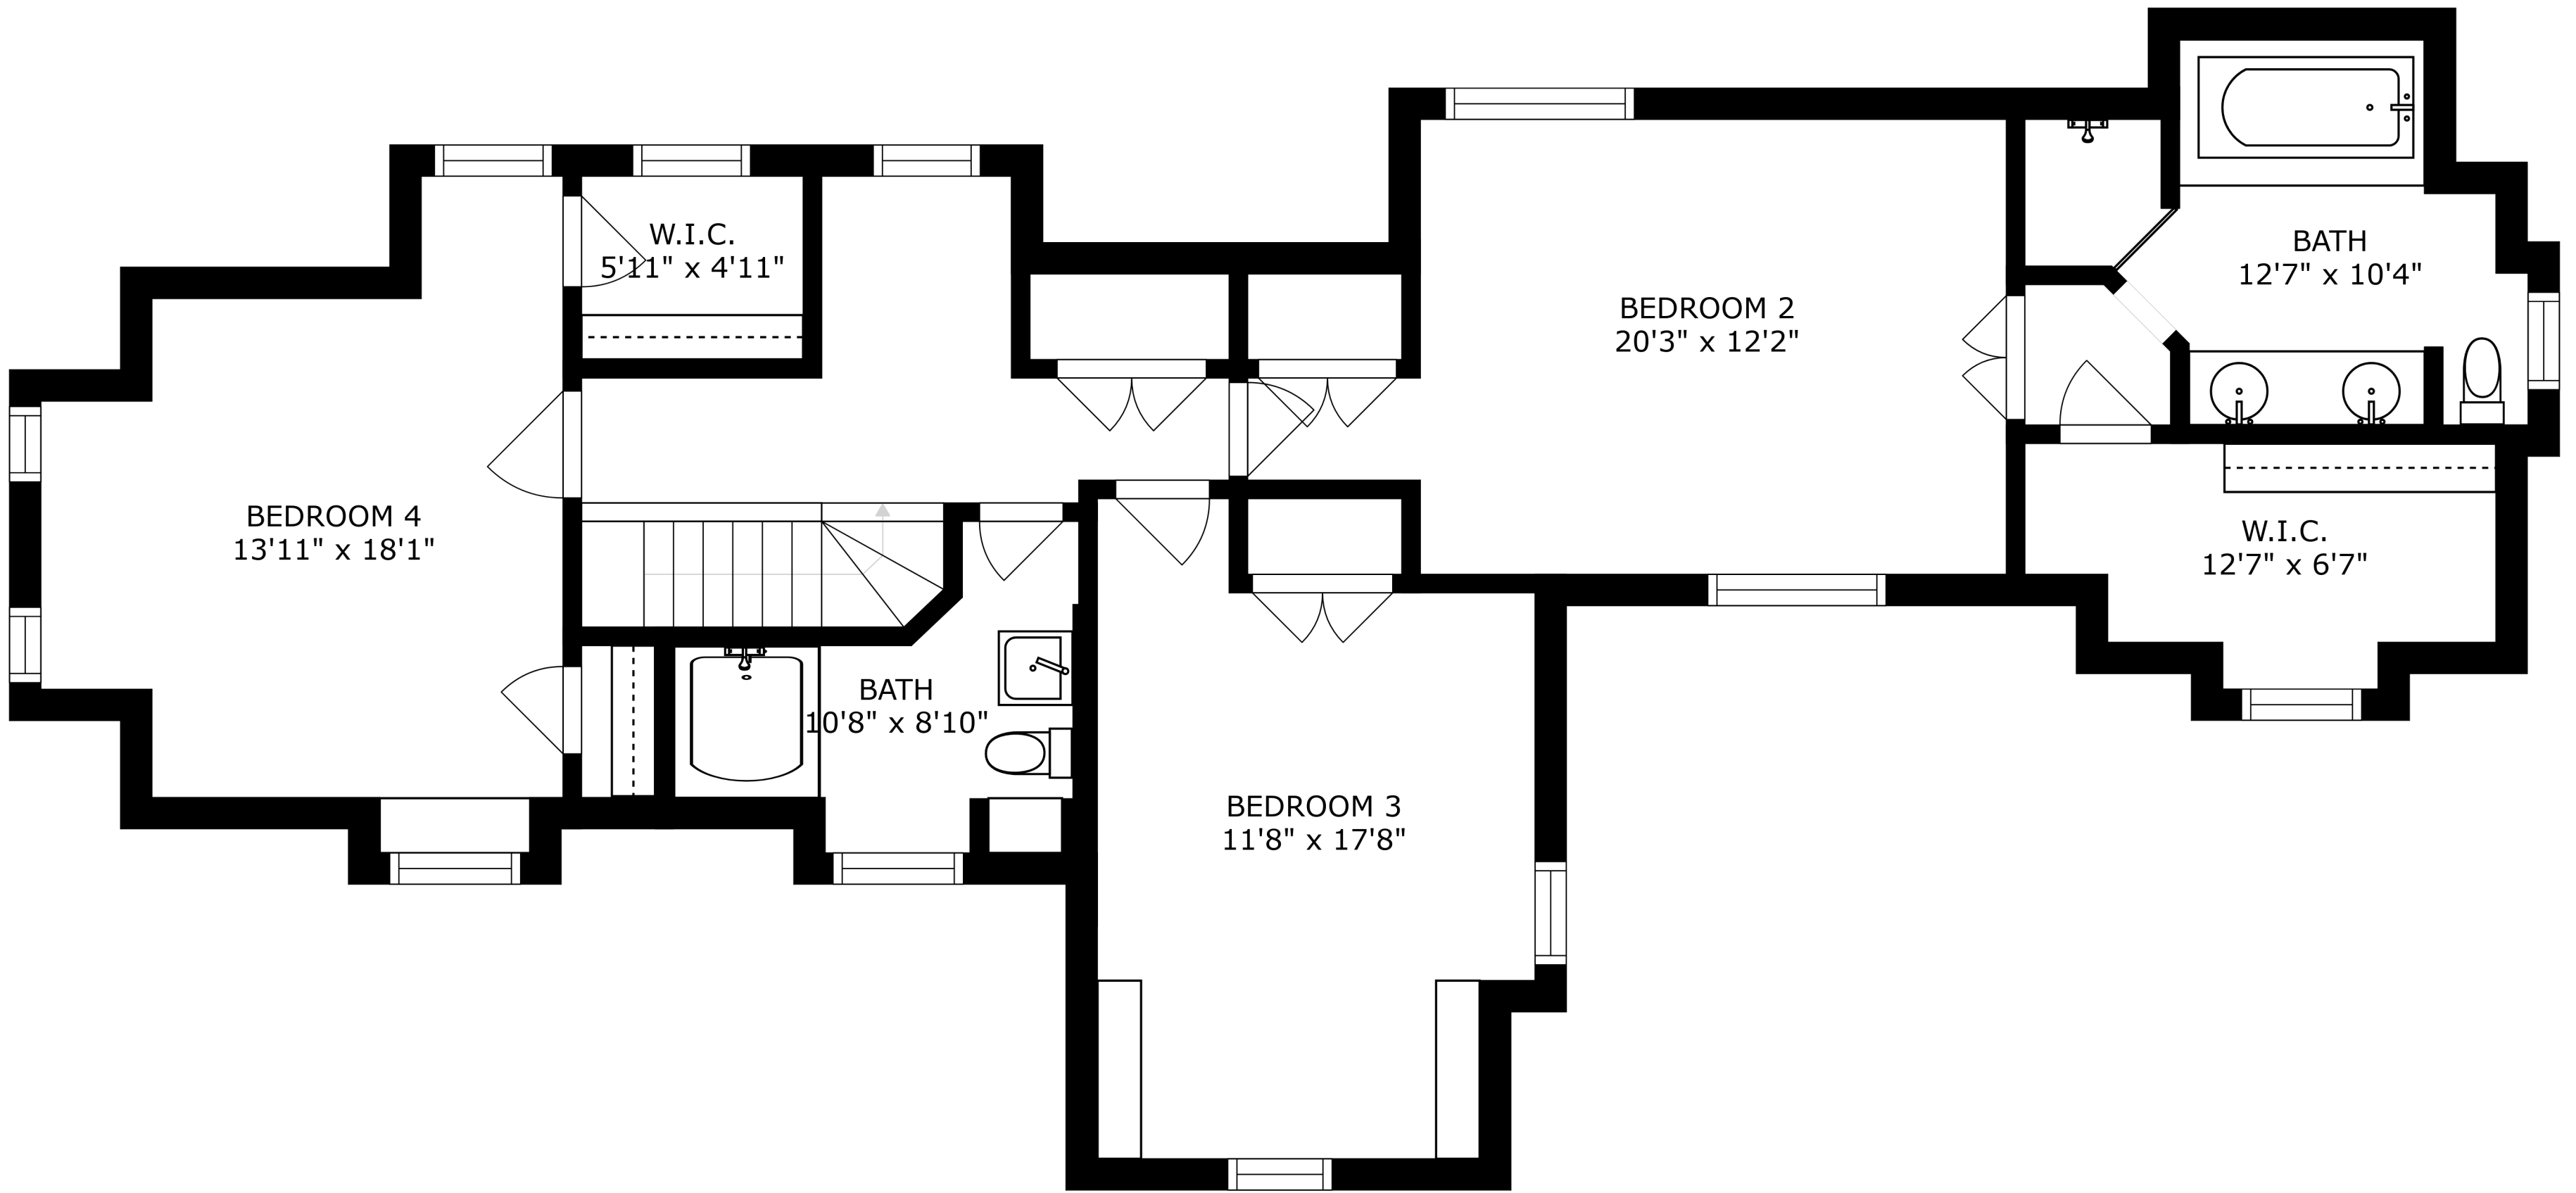 W.I.C.
5'11" x 4'11"
BATH
12'7" x 10'4"
BEDROOM 2
20'3" x 12'2"
BEDROOM 4
13'11" x 18'1"
W.I.C.
12'7" x 6'7"
BATH
10'8" x 8'10"
BEDROOM 3
11'8" x 17'8"